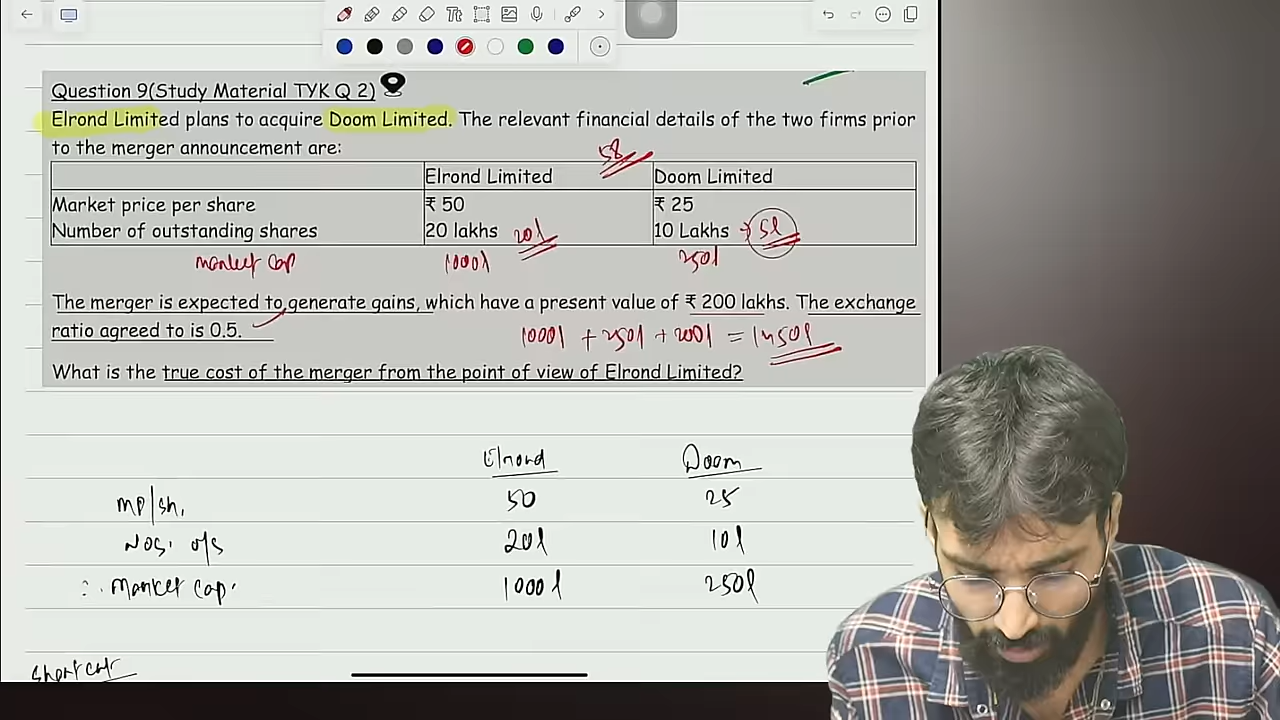 Tt
Question 9(Study Material TYK Q 2)
Elrond Limited plans to acquire Doom Limited. The relevant financial details of the two firms prior
to the merger announcement are:
58
Elrond Limited Doom Limited
Market price per share ₹ 50 ₹ 25
Number of outstanding shares 20 lakhs 20l 10 Lakhs → 5l
market cap 1000l 250l
The merger is expected to generate gains, which have a present value of ₹ 200 lakhs. The exchange
ratio agreed to is 0.5.
1000l + 250l + 200l = 1450l
What is the true cost of the merger from the point of view of Elrond Limited?
Elrond Doom
MP/sh. 50 25
NOS. o/s 20l 10l
∴ Market cap. 1000l 250l
Shortcut